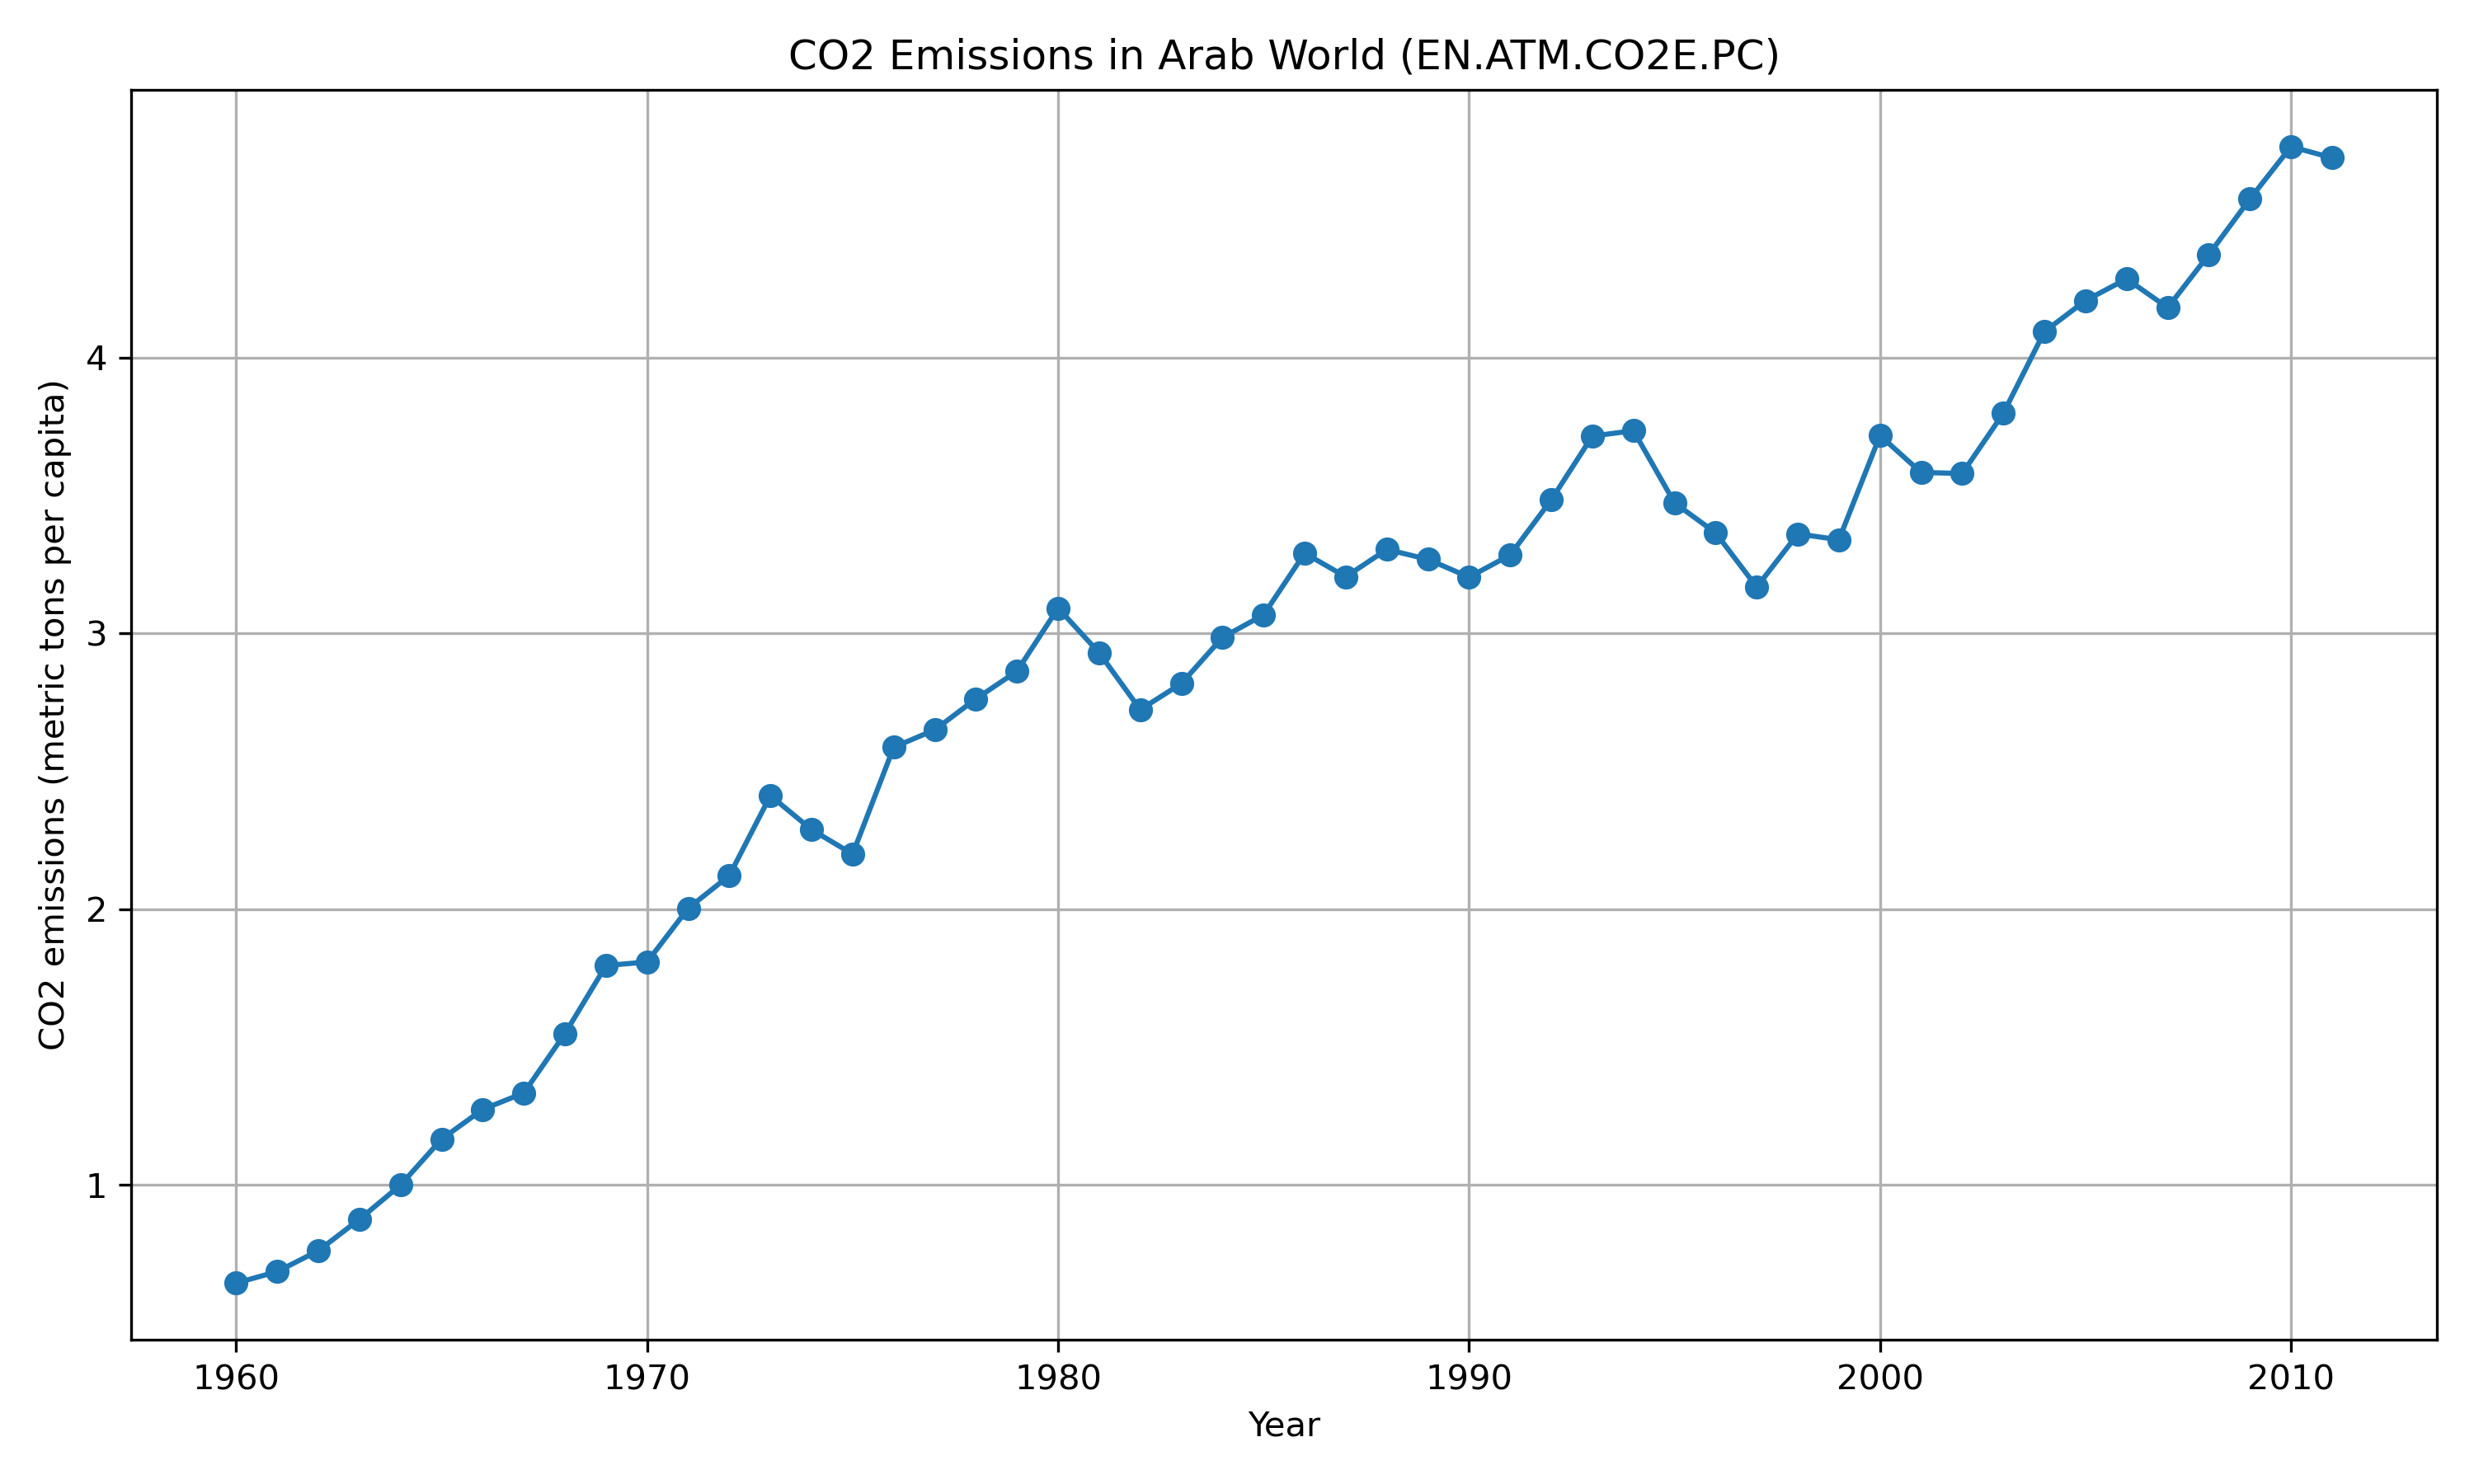 CO2 Emissions in Arab World (EN.ATM.CO2E.PC)
CO2 emissions (metric tons per capita)
4
3
2
1
1960 1970 1980 1990 2000 2010
Year